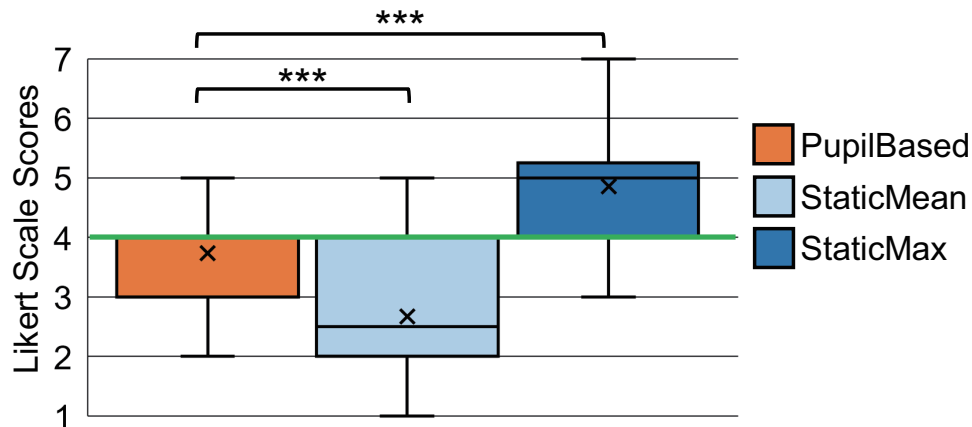 ***
***
7
6
5
4
3
2
1
Likert Scale Scores
PupilBased
StaticMean
StaticMax